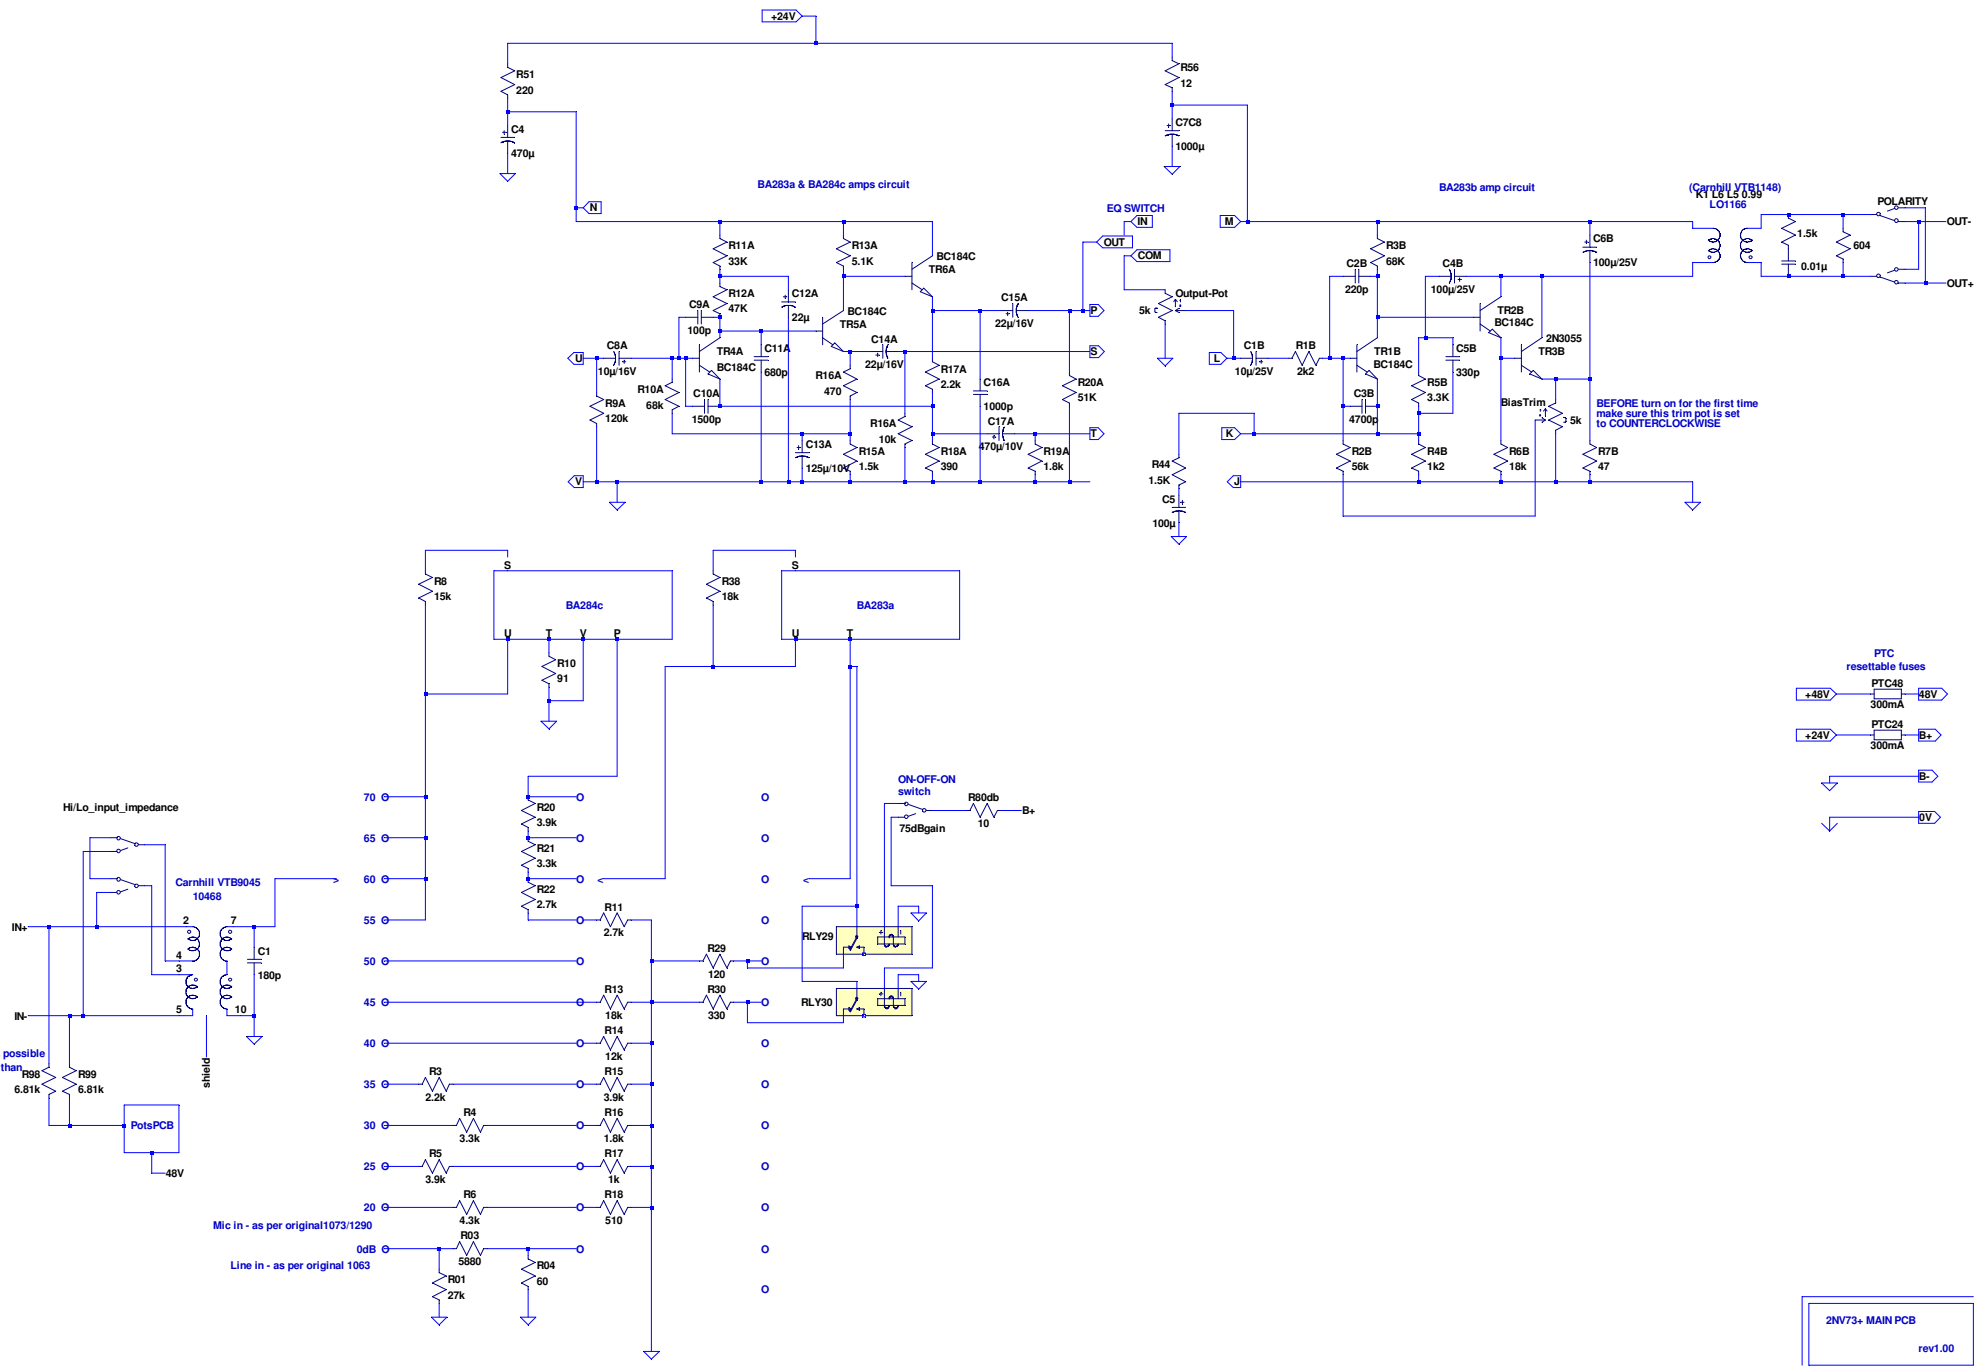 +24V
R51
220
C4
470µ
R56
12
C7C8
1000µ
BA283a & BA284c amps circuit
N
R11A
33K
R12A
47K
C9A
100p
C12A
22µ
R13A
5.1K
BC184C
TR6A
BC184C
TR5A
C15A
22µ/16V
C14A
22µ/16V
U
C8A
10µ/16V
R9A
120k
R10A
68k
TR4A
BC184C
C10A
1500p
C11A
680p
R16A
470
C13A
125µ/10V
R15A
1.5k
R16A
10k
R17A
2.2k
C16A
1000p
C17A
470µ/10V
R18A
390
R19A
1.8k
R20A
51K
P
S
T
V
EQ SWITCH
IN
OUT
COM
Output-Pot
5k
BA283b amp circuit
M
L
C1B
10µ/25V
R1B
2k2
C2B
220p
R3B
68K
C4B
100µ/25V
C6B
100µ/25V
TR1B
BC184C
C3B
4700p
R5B
3.3K
C5B
330p
TR2B
BC184C
2N3055
TR3B
BiasTrim
5k
BEFORE turn on for the first time
make sure this trim pot is set
to COUNTERCLOCKWISE
K
R44
1.5K
C5
100µ
R2B
56k
R4B
1k2
R6B
18k
R7B
47
J
(Carnhill VTB1148)
K1 L6 L5 0.99
LO1166
1.5k
0.01µ
604
POLARITY
OUT-
OUT+
R8
15k
S
BA284c
U T V P
R10
91
R38
18k
S
BA283a
U T
PTC
resettable fuses
+48V
PTC48
300mA
48V
+24V
PTC24
300mA
B+
B-
0V
Hi/Lo_input_impedance
Carnhill VTB9045
10468
IN+
IN-
2
4
3
5
7
10
C1
180p
shield
possible
than
R98
6.81k
R99
6.81k
PotsPCB
48V
70
65
60
55
50
45
40
35
30
25
20
0dB
R20
3.9k
R21
3.3k
R22
2.7k
R11
2.7k
R29
120
R13
18k
R30
330
R14
12k
R3
2.2k
R15
3.9k
R4
3.3k
R16
1.8k
R5
3.9k
R17
1k
R6
4.3k
R18
510
Mic in - as per original1073/1290
R03
5880
Line in - as per original 1063
R01
27k
R04
60
ON-OFF-ON
switch
75dBgain
R80db
10
B+
RLY29
RLY30
2NV73+ MAIN PCB
rev1.00